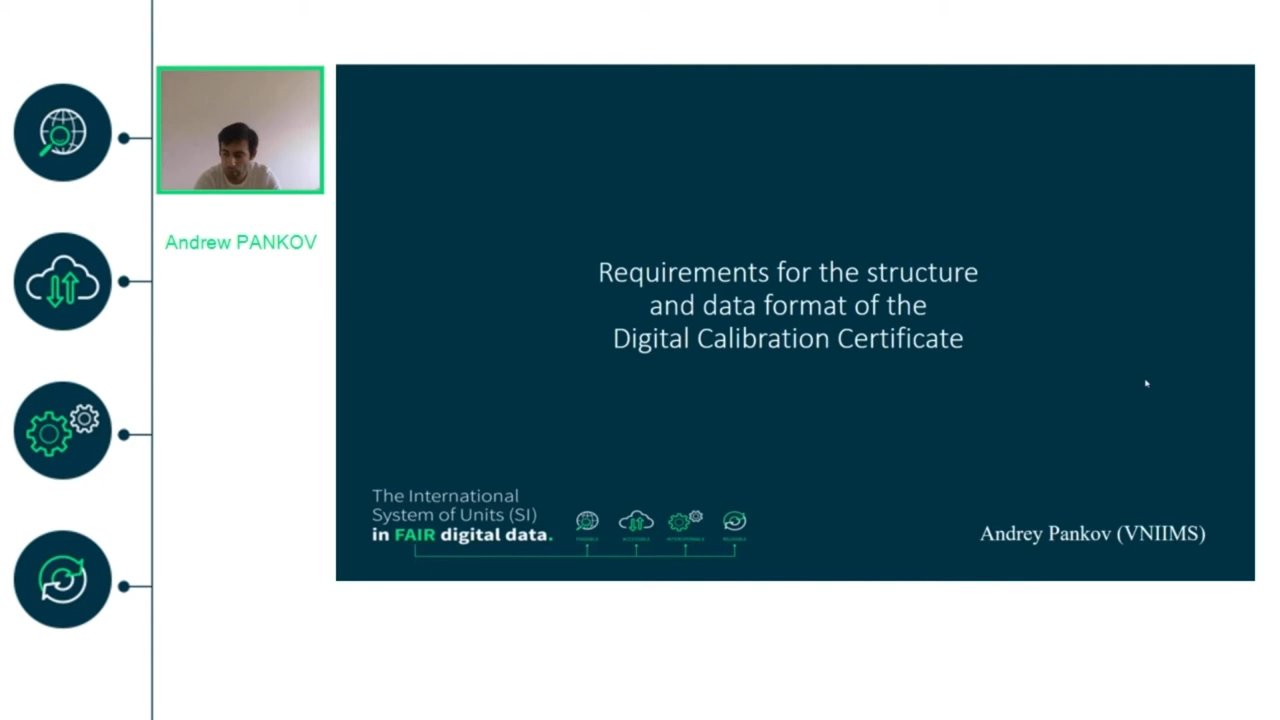 Andrew PANKOV
Requirements for the structure
and data format of the
Digital Calibration Certificate
The International
System of Units (SI)
in FAIR digital data.
Andrey Pankov (VNIIMS)